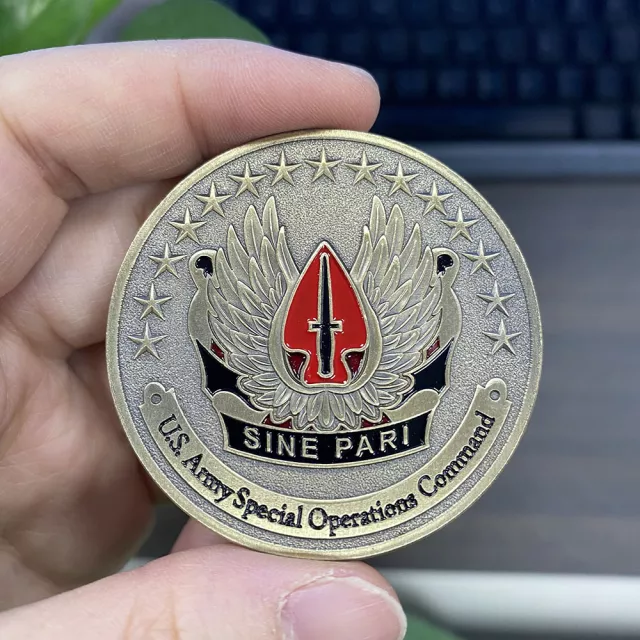 SINE PARI
U.S. Army Special Operations Command